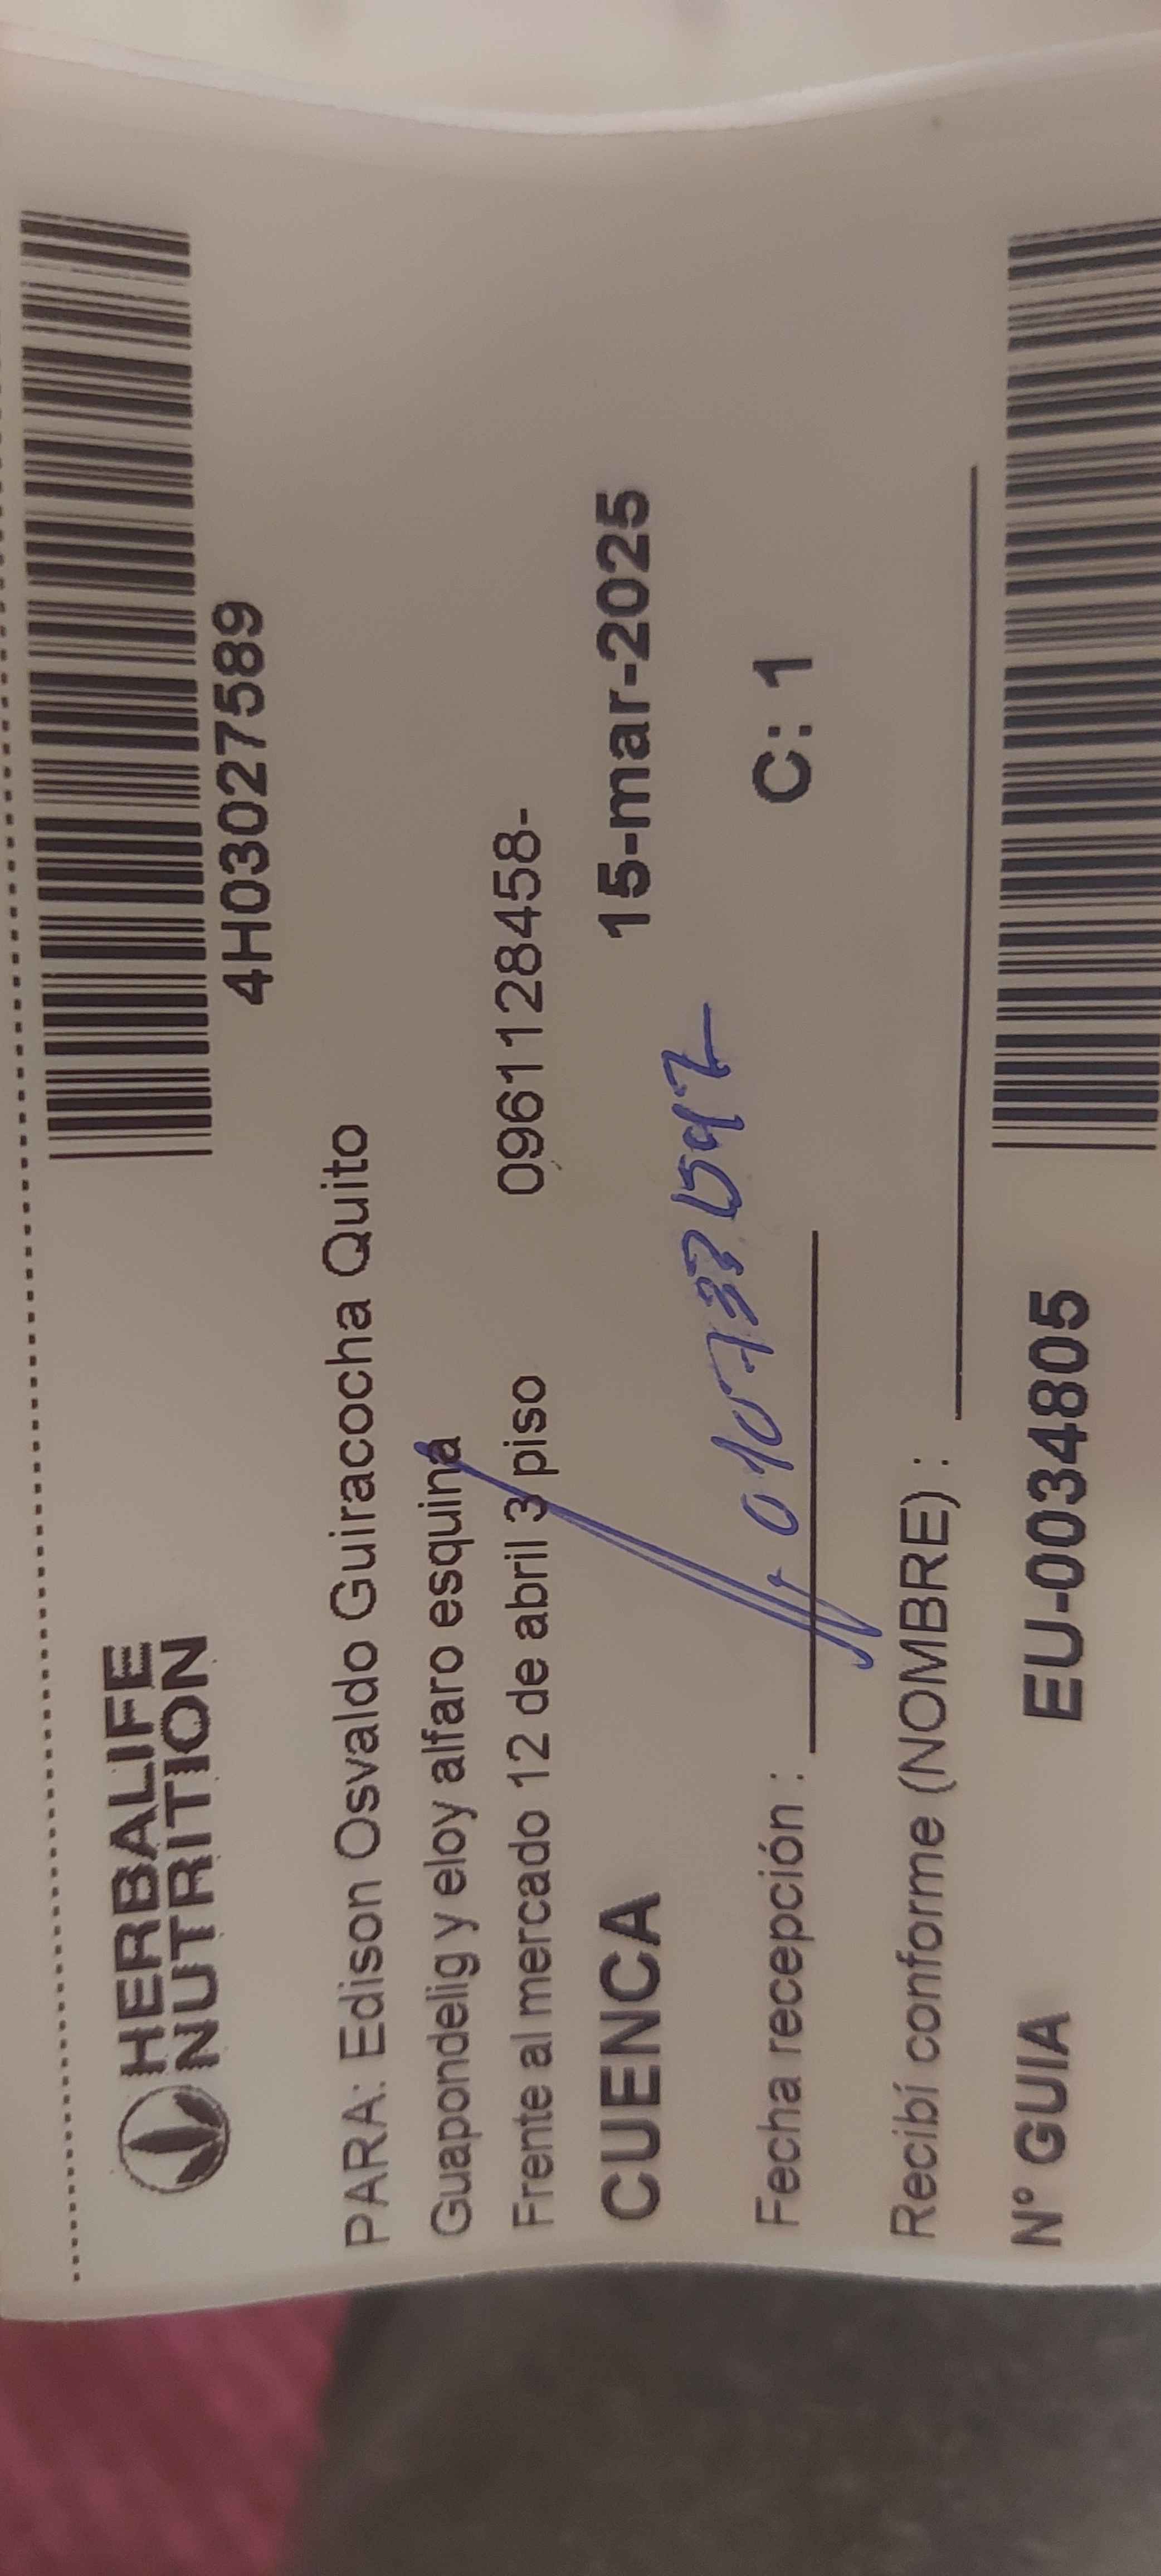 HERBALIFE
NUTRITION
4H03027589
PARA: Edison Osvaldo Guiracocha Quito
Guapondelig y eloy alfaro esquina
Frente al mercado 12 de abril 3 piso 0961128458-
CUENCA 15-mar-2025
Fecha recepción : C: 1
Recibí conforme (NOMBRE) :
N° GUIA EU-0034805